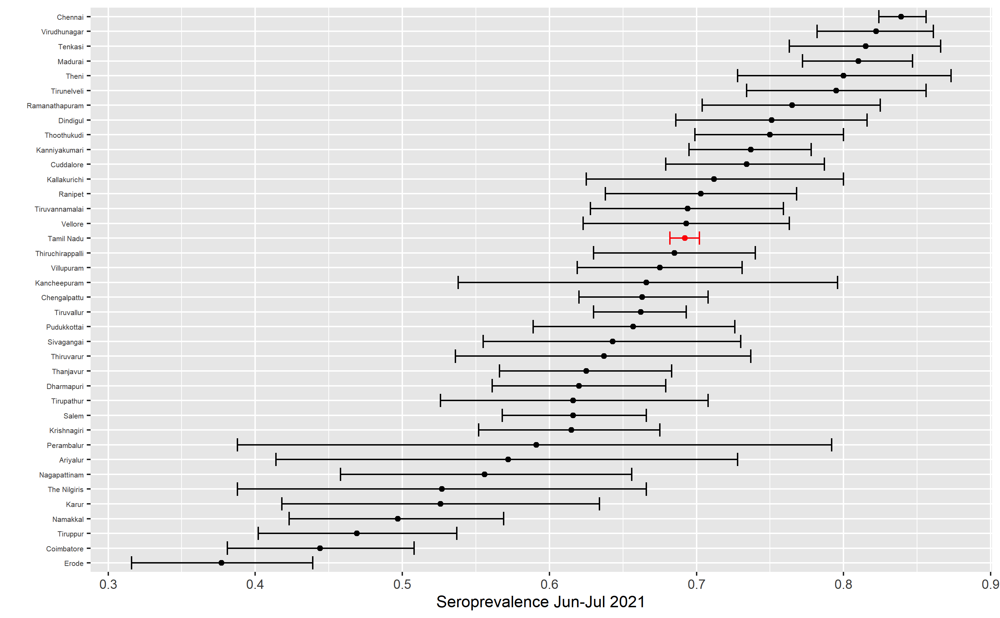 Chennai
Virudhunagar
Tenkasi
Madurai
Theni
Tirunelveli
Ramanathapuram
Dindigul
Thoothukudi
Kanniyakumari
Cuddalore
Kallakurichi
Ranipet
Tiruvannamalai
Vellore
Tamil Nadu
Thiruchirappalli
Villupuram
Kancheepuram
Chengalpattu
Tiruvallur
Pudukkottai
Sivagangai
Thiruvarur
Thanjavur
Dharmapuri
Tirupathur
Salem
Krishnagiri
Perambalur
Ariyalur
Nagapattinam
The Nilgiris
Karur
Namakkal
Tiruppur
Coimbatore
Erode
0.3 0.4 0.5 0.6 0.7 0.8 0.9
Seroprevalence Jun-Jul 2021